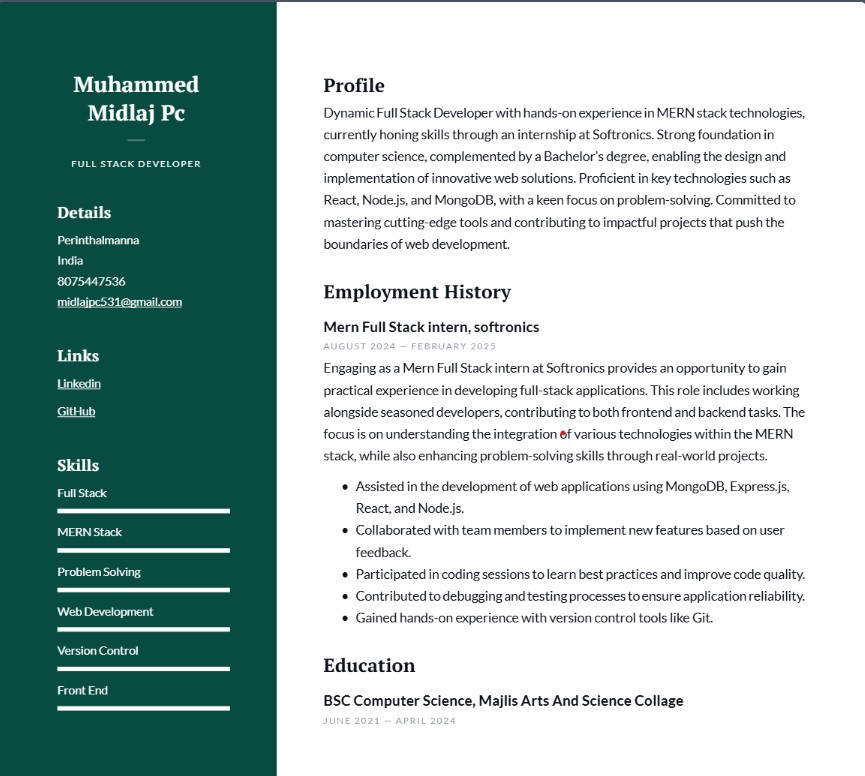 Muhammed
Midlaj Pc
FULL STACK DEVELOPER
Details
Perinthalmanna
India
8075447536
midlajpc531@gmail.com
Links
Linkedin
GitHub
Skills
Full Stack
MERN Stack
Problem Solving
Web Development
Version Control
Front End
Profile
Dynamic Full Stack Developer with hands-on experience in MERN stack technologies,
currently honing skills through an internship at Softronics. Strong foundation in
computer science, complemented by a Bachelor's degree, enabling the design and
implementation of innovative web solutions. Proficient in key technologies such as
React, Node.js, and MongoDB, with a keen focus on problem-solving. Committed to
mastering cutting-edge tools and contributing to impactful projects that push the
boundaries of web development.
Employment History
Mern Full Stack intern, softronics
AUGUST 2024 — FEBRUARY 2025
Engaging as a Mern Full Stack intern at Softronics provides an opportunity to gain
practical experience in developing full-stack applications. This role includes working
alongside seasoned developers, contributing to both frontend and backend tasks. The
focus is on understanding the integration of various technologies within the MERN
stack, while also enhancing problem-solving skills through real-world projects.
• Assisted in the development of web applications using MongoDB, Express.js,
React, and Node.js.
• Collaborated with team members to implement new features based on user
feedback.
• Participated in coding sessions to learn best practices and improve code quality.
• Contributed to debugging and testing processes to ensure application reliability.
• Gained hands-on experience with version control tools like Git.
Education
BSC Computer Science, Majlis Arts And Science Collage
JUNE 2021 — APRIL 2024